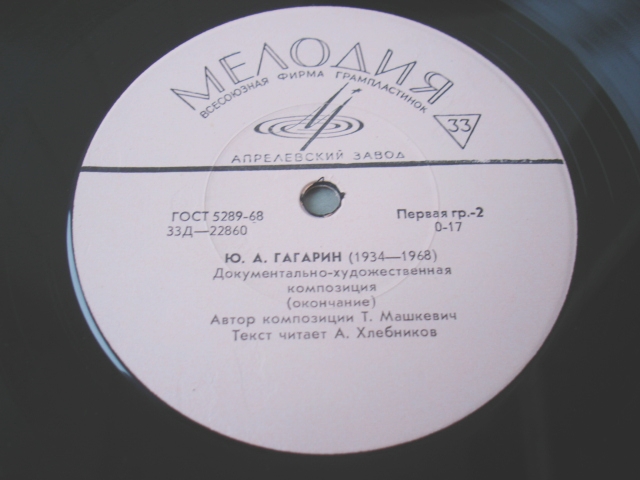 МЕЛОДИЯ
ВСЕСОЮЗНАЯ ФИРМА ГРАМПЛАСТИНОК
33
АПРЕЛЕВСКИЙ ЗАВОД
ГОСТ 5289-68
Первая гр.-2
33Д—22860
0-17
Ю. А. ГАГАРИН (1934—1968)
Документально-художественная
композиция
(окончание)
Автор композиции Т. Машкевич
Текст читает А. Хлебников